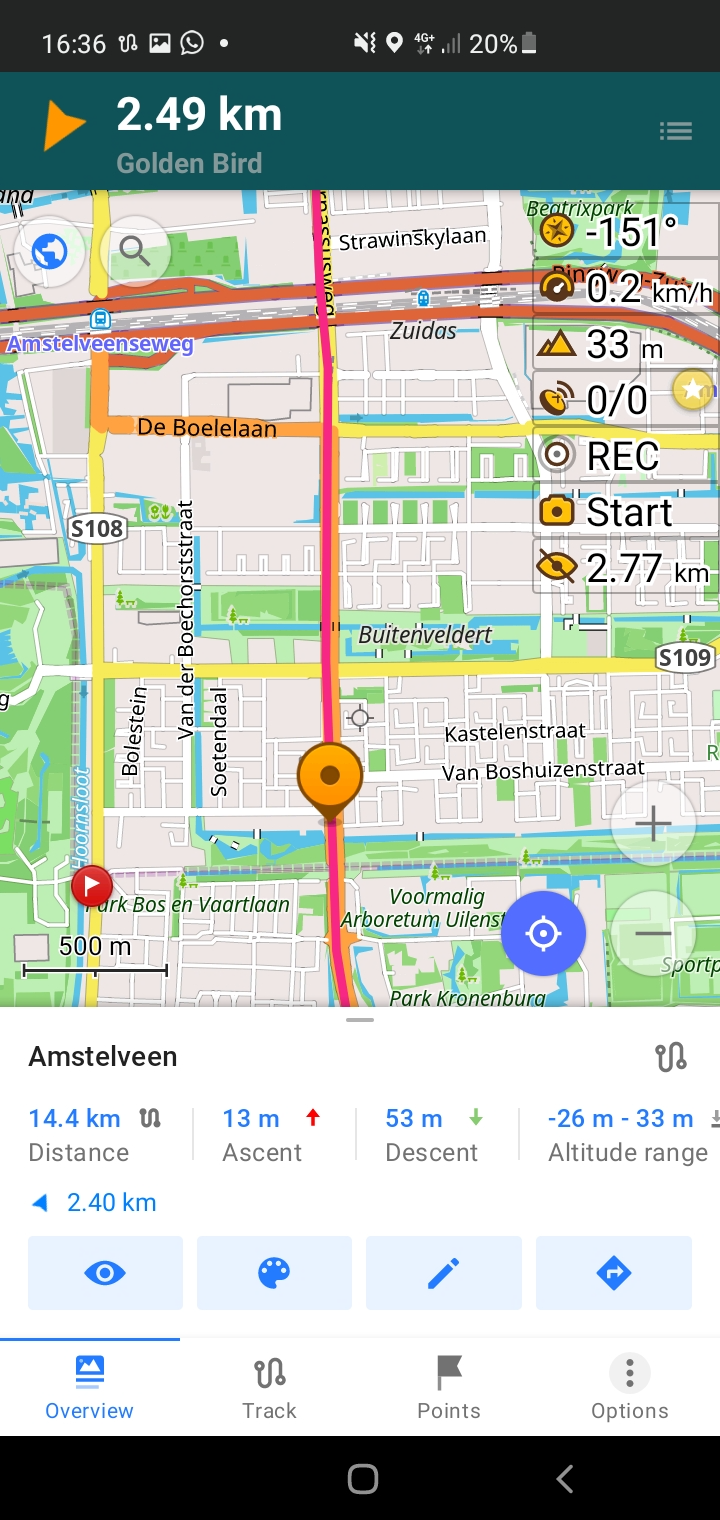 16:36
4G+
20%
2.49 km
Golden Bird
Strawinskylaan
Beatrixpark
-151°
0.2 km/h
Zuidas
Amstelveenseweg
33 m
0/0
De Boelelaan
REC
S108
Start
2.77 km
Van der Boechorststraat
Buitenveldert
S109
Bolestein
Soetendaal
Kastelenstraat
Van Boshuizenstraat
Hoornsloot
Park Bos en Vaartlaan
Voormalig
Arboretum Uilenst
500 m
Sportp
Park Kronenburg
Amstelveen
14.4 km
13 m
53 m
-26 m - 33 m
Distance
Ascent
Descent
Altitude range
2.40 km
Overview
Track
Points
Options